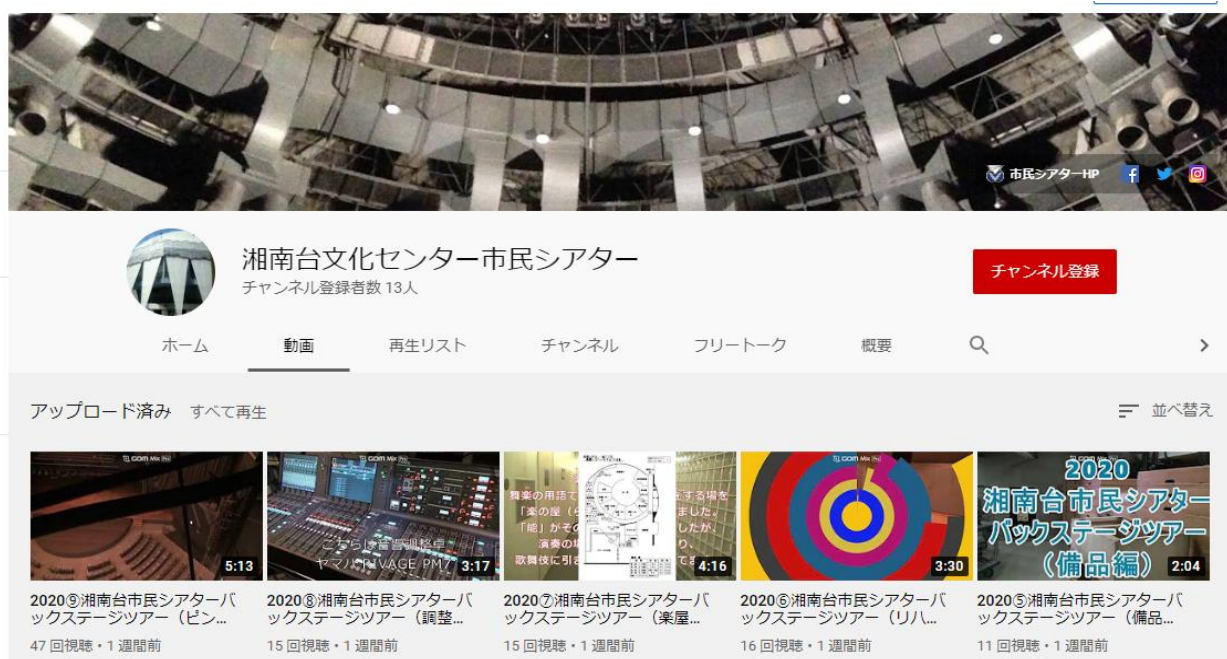 市民シアターHP
湘南台文化センター市民シアター
チャンネル登録者数 13人
チャンネル登録
ホーム 動画 再生リスト チャンネル フリートーク 概要
アップロード済み すべて再生
並べ替え
GOM Mix Pro
5:13
GOM Mix Pro
こちらは音響調整卓
ヤマハ RIVAGE PM7
3:17
舞楽の用語で
する場を
「楽の屋（ら
ました。
「能」がそ
したが、
演奏の場
り、
歌舞伎に引き
4:16
GOM Mix Pro
3:30
GOM Mix Pro
2020
湘南台市民シアター
バックステージツアー
（備品編）
2:04
2020⑨湘南台市民シアターバ
ックステージツアー（ピン...
47 回視聴・1 週間前
2020⑧湘南台市民シアターバ
ックステージツアー（調整...
15 回視聴・1 週間前
2020⑦湘南台市民シアターバ
ックステージツアー（楽屋...
15 回視聴・1 週間前
2020⑥湘南台市民シアターバ
ックステージツアー（リハ...
16 回視聴・1 週間前
2020⑤湘南台市民シアターバ
ックステージツアー（備品...
11 回視聴・1 週間前